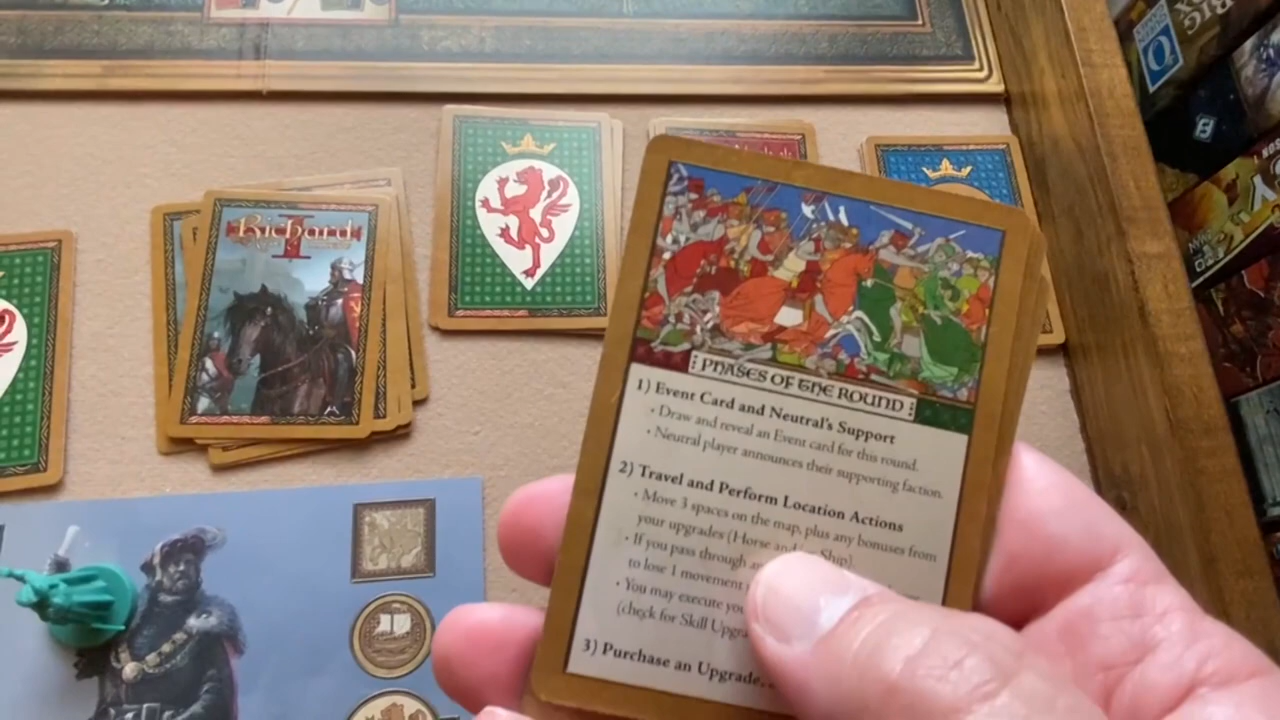 Richard
I
PHASES OF THE ROUND
1) Event Card and Neutral's Support
• Draw and reveal an Event card for this round.
• Neutral player announces their supporting faction.
2) Travel and Perform Location Actions
• Move 3 spaces on the map, plus any bonuses from
your upgrades (Horse and Ship).
• If you pass through
to lose 1 movement
• You may execute
(check for Skill
3) Purchase an Upgrade,
BIG
BOX